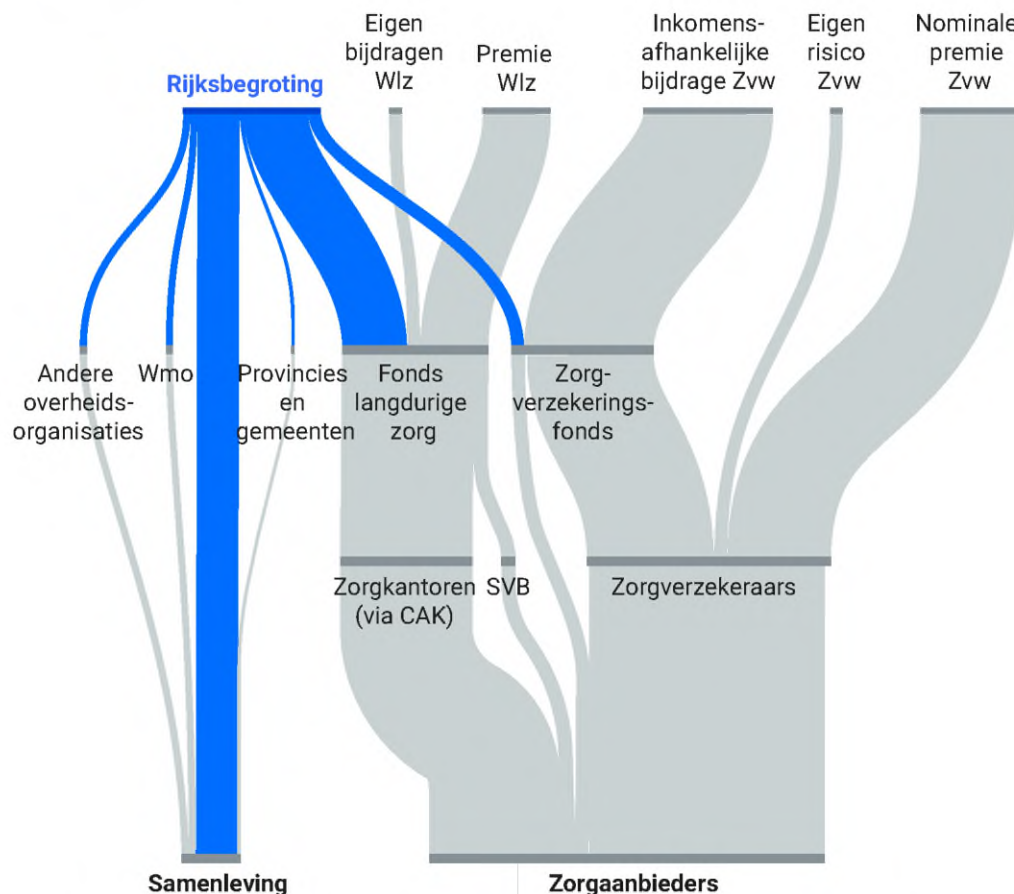 Rijksbegroting
Eigen
bijdragen
Wlz
Premie
Wlz
Inkomens-
afhankelijke
bijdrage Zvw
Eigen
risico
Zvw
Nominale
premie
Zvw
Andere
overheids-
organisaties
Wmo
Provincies
en
gemeenten
Fonds
langdurige
zorg
Zorg-
verzekerings-
fonds
Zorgkantoren
(via CAK)
SVB
Zorgverzekeraars
Samenleving
Zorgaanbieders